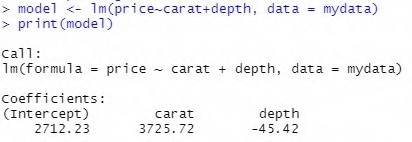 > model <- lm(price~carat+depth, data = mydata)
> print(model)
Call:
lm(formula = price ~ carat + depth, data = mydata)
Coefficients:
(Intercept) carat depth
2712.23 3725.72 -45.42